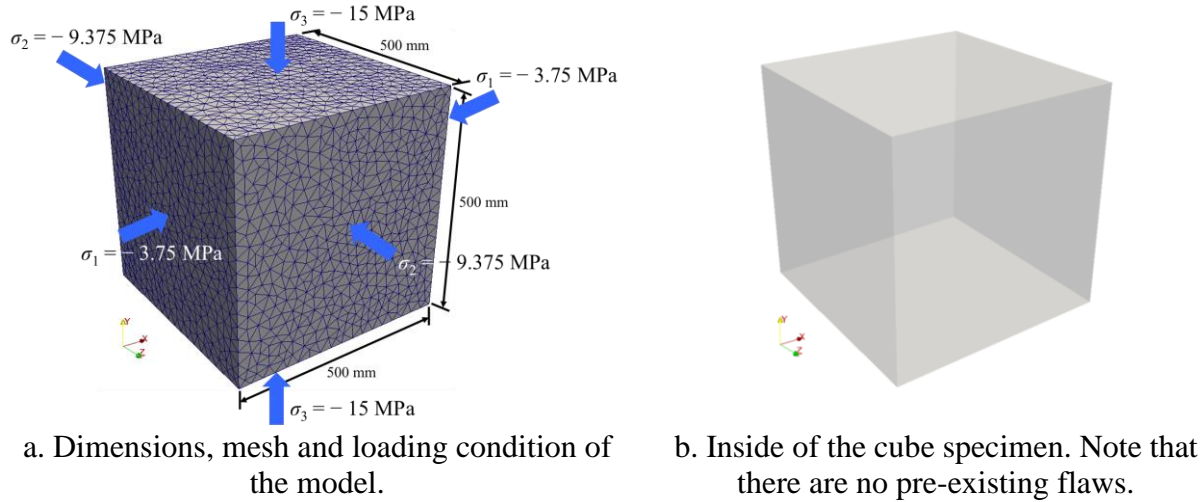 σ3 = − 15 MPa
σ2 = − 9.375 MPa
500 mm
σ1 = − 3.75 MPa
500 mm
σ1 = − 3.75 MPa
σ2 = − 9.375 MPa
Y
X
Z
Y
X
Z
500 mm
σ3 = − 15 MPa
a. Dimensions, mesh and loading condition of
the model.
b. Inside of the cube specimen. Note that
there are no pre-existing flaws.